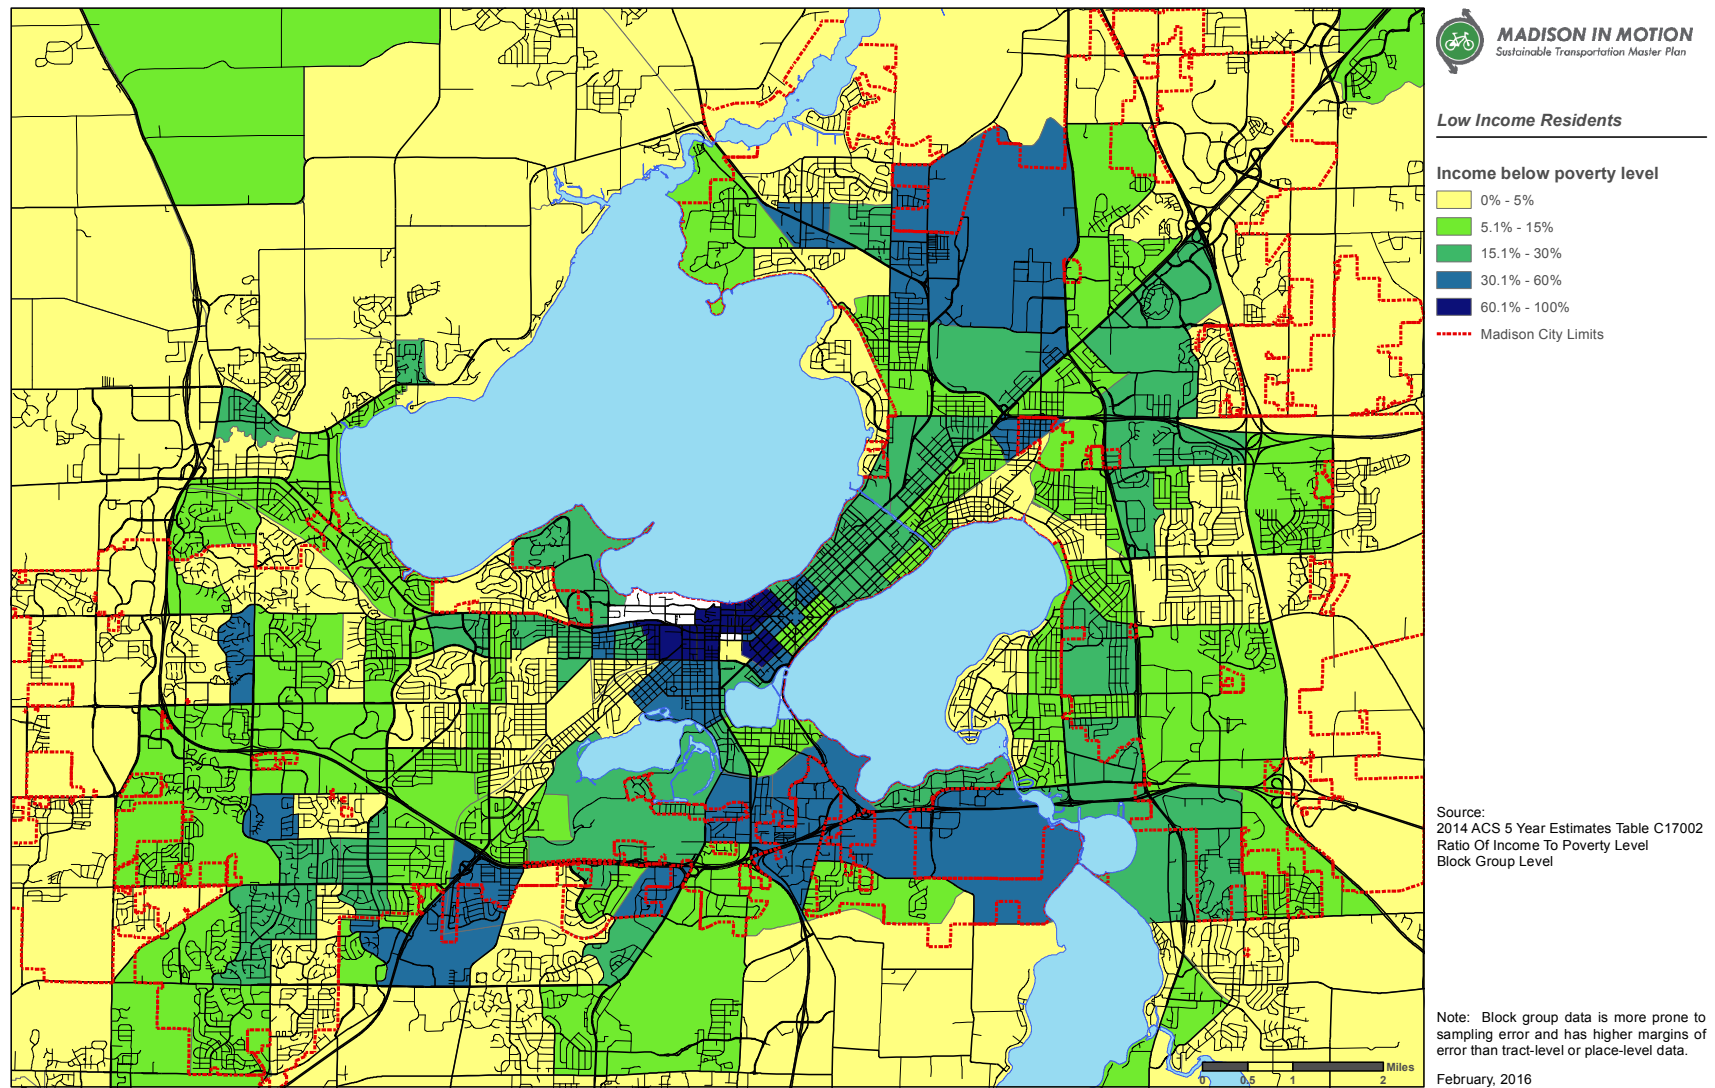 MADISON IN MOTION
Sustainable Transportation Master Plan
Low Income Residents
Income below poverty level
0% - 5%
5.1% - 15%
15.1% - 30%
30.1% - 60%
60.1% - 100%
Madison City Limits
Source:
2014 ACS 5 Year Estimates Table C17002
Ratio Of Income To Poverty Level
Block Group Level
Note: Block group data is more prone to
sampling error and has higher margins of
error than tract-level or place-level data.
February, 2016
Miles
0 0.5 1 2